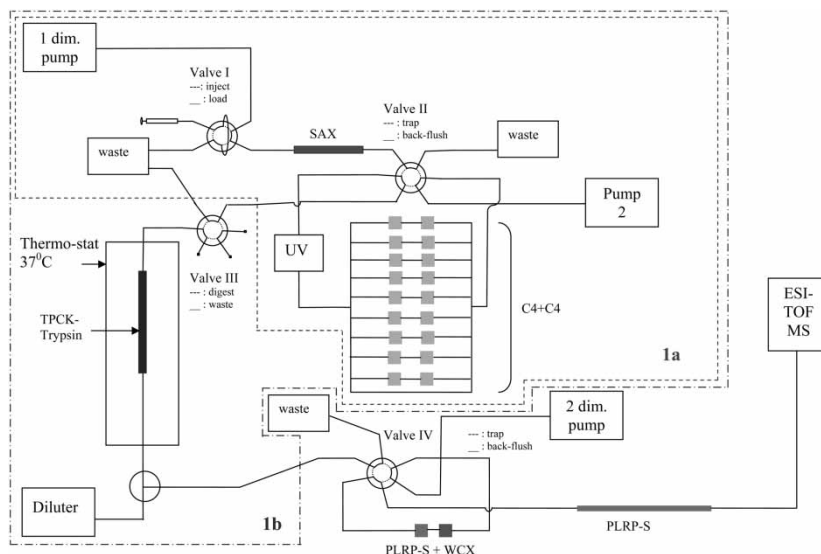 1 dim.
pump
Valve I
---: inject
__ : load
waste
SAX
Valve II
---: trap
__ : back-flush
waste
Pump
2
UV
Thermo-stat
37⁰C
TPCK-
Trypsin
Valve III
--- : digest
__ : waste
C4+C4
ESI-
TOF
MS
1a
waste
Valve IV
--- : trap
__ : back-flush
2 dim.
pump
Diluter
1b
PLRP-S + WCX
PLRP-S